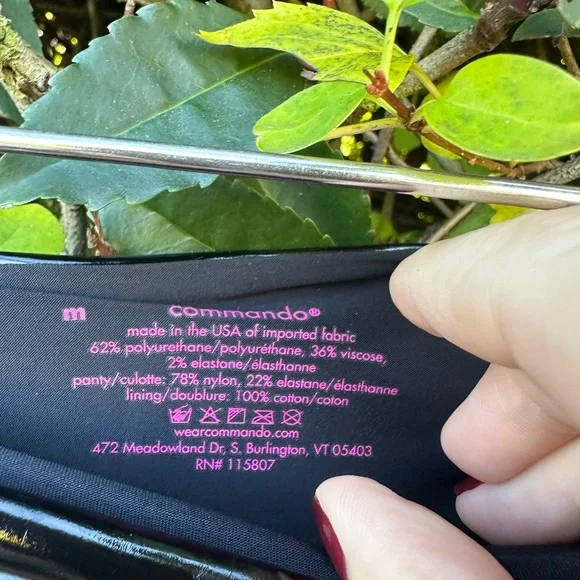 m
commando®
made in the USA of imported fabric
62% polyurethane/polyuréthane, 36% viscose,
2% elastane/élasthanne
panty/culotte: 78% nylon, 22% elastane/élasthanne
lining/doublure: 100% cotton/coton
wearcommando.com
472 Meadowland Dr, S. Burlington, VT 05403
RN# 115807